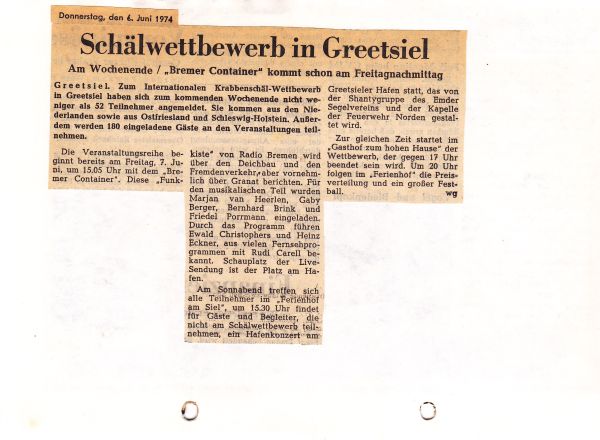 Donnerstag, den 6. Juni 1974
Schälwettbewerb in Greetsiel
Am Wochenende / „Bremer Container" kommt schon am Freitagnachmittag
Greetsiel. Zum Internationalen Krabbenschäl-Wettbewerb
in Greetsiel haben sich zum kommenden Wochenende nicht we-
niger als 52 Teilnehmer angemeldet. Sie kommen aus den Nie-
derlanden sowie aus Ostfriesland und Schleswig-Holstein. Außer-
dem werden 180 eingeladene Gäste an den Veranstaltungen teil-
nehmen.
Die Veranstaltungsreihe be-
ginnt bereits am Freitag, 7. Ju-
ni, um 15.05 Uhr mit dem „Bre-
mer Container". Diese „Funk-
kiste" von Radio Bremen wird
über den Deichbau und den
Fremdenverkehr, aber vornehm-
lich über Granat berichten. Für
den musikalischen Teil wurden
Marjan van Heerlen, Gaby
Berger, Bernhard Brink und
Friedel Porrmann eingeladen.
Durch das Programm führen
Ewald Christophers und Heinz
Eckner, aus vielen Fernsehpro-
grammen mit Rudi Carell be-
kannt. Schauplatz der Live-
Sendung ist der Platz am Ha-
fen.
Am Sonnabend treffen sich
alle Teilnehmer im „Ferienhof
am Siel", um 15.30 Uhr findet
für Gäste und Begleiter, die
nicht am Schälwettbewerb teil-
nehmen, ein Hafenkonzert am
Greetsieler Hafen statt, das von
der Shantygruppe des Emder
Segelvereins und der Kapelle
der Feuerwehr Norden gestal-
tet wird.
Zur gleichen Zeit startet im
„Gasthof zum hohen Hause" der
Wettbewerb, der gegen 17 Uhr
beendet sein wird. Um 20 Uhr
folgen im „Ferienhof" die Preis-
verteilung und ein großer Fest-
ball. wg